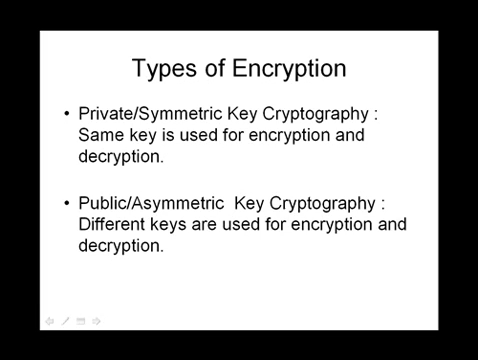 Types of Encryption
• Private/Symmetric Key Cryptography :
Same key is used for encryption and
decryption.
• Public/Asymmetric  Key Cryptography :
Different keys are used for encryption and
decryption.